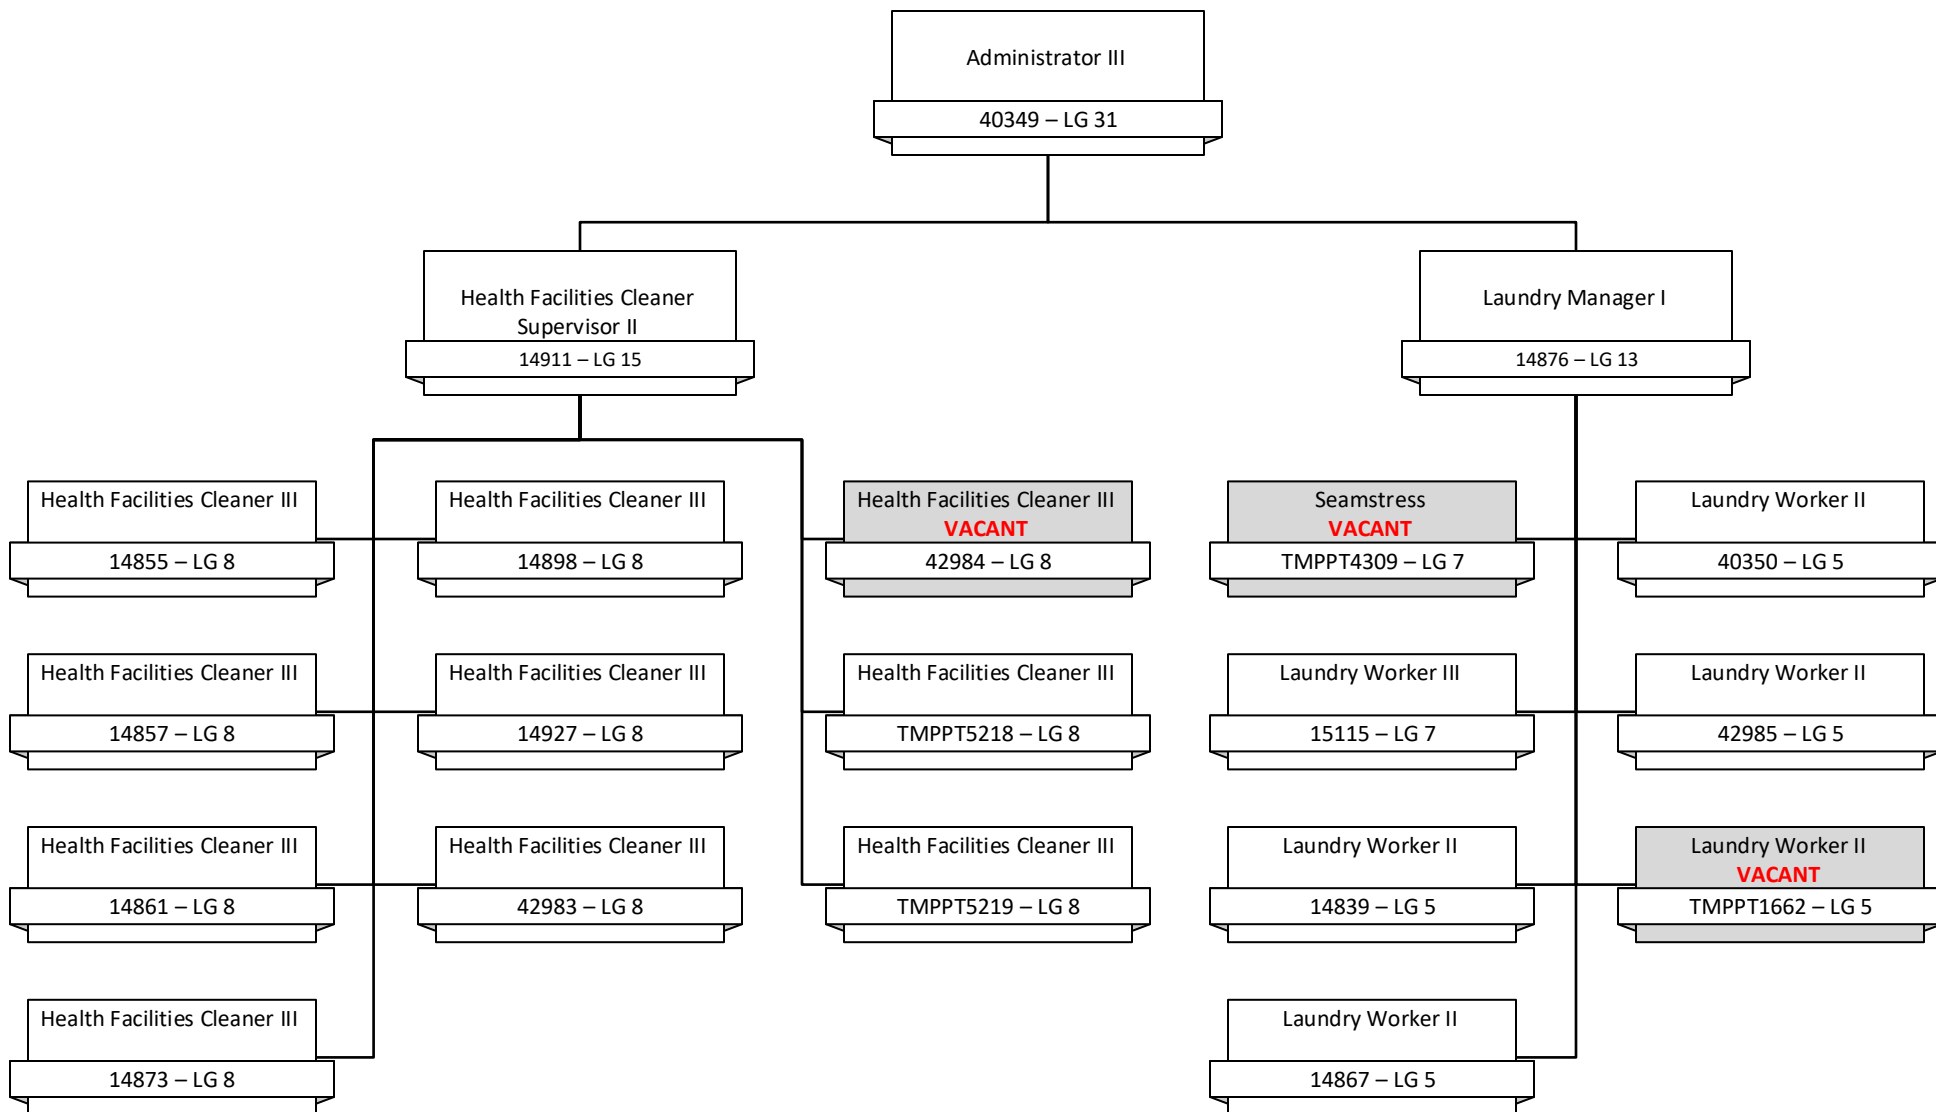 Administrator III
40349 – LG 31
Health Facilities Cleaner
Supervisor II
14911 – LG 15
Laundry Manager I
14876 – LG 13
Health Facilities Cleaner III
14855 – LG 8
Health Facilities Cleaner III
14898 – LG 8
Health Facilities Cleaner III
VACANT
42984 – LG 8
Seamstress
VACANT
TMPPT4309 – LG 7
Laundry Worker II
40350 – LG 5
Health Facilities Cleaner III
14857 – LG 8
Health Facilities Cleaner III
14927 – LG 8
Health Facilities Cleaner III
TMPPT5218 – LG 8
Laundry Worker III
15115 – LG 7
Laundry Worker II
42985 – LG 5
Health Facilities Cleaner III
14861 – LG 8
Health Facilities Cleaner III
42983 – LG 8
Health Facilities Cleaner III
TMPPT5219 – LG 8
Laundry Worker II
14839 – LG 5
Laundry Worker II
VACANT
TMPPT1662 – LG 5
Health Facilities Cleaner III
14873 – LG 8
Laundry Worker II
14867 – LG 5